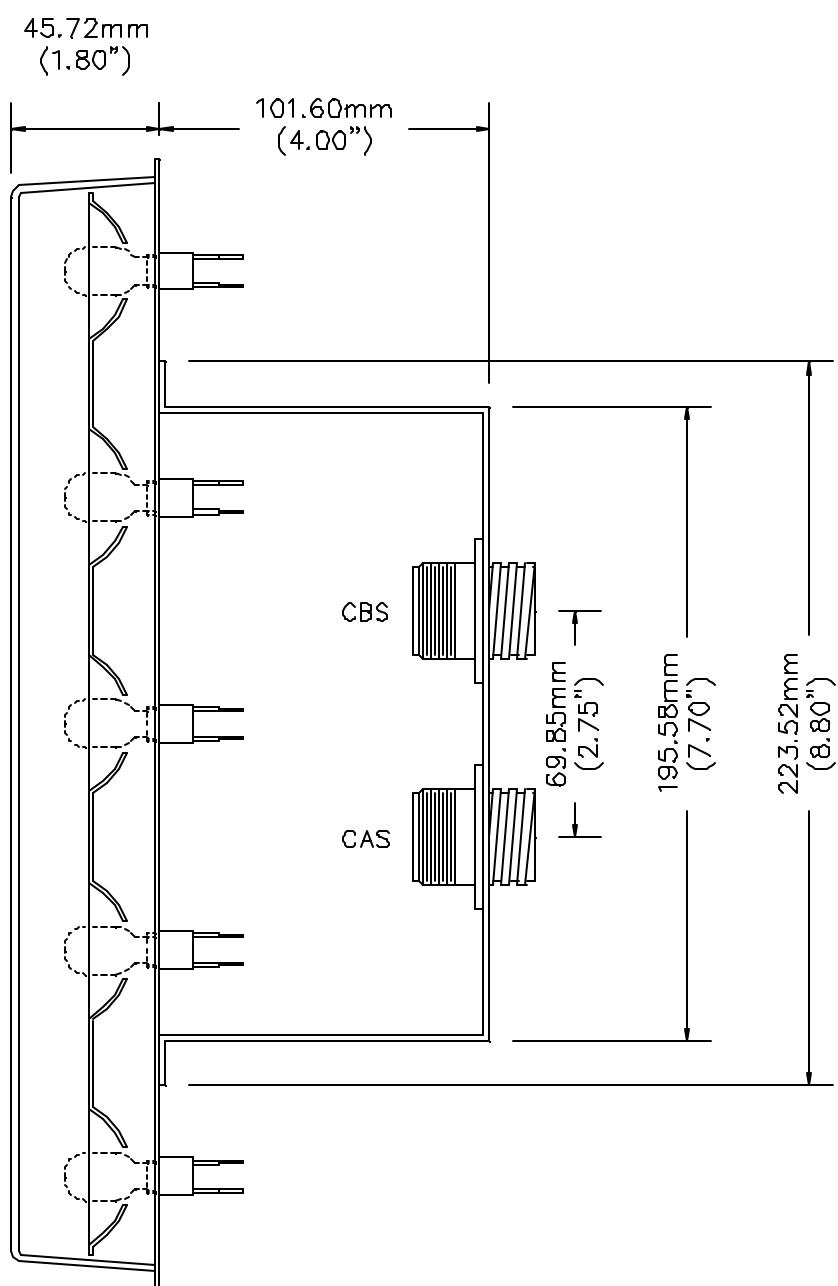 45.72mm
(1.80")
101.60mm
(4.00")
CBS
69.85mm
(2.75")
195.58mm
(7.70")
223.52mm
(8.80")
CAS